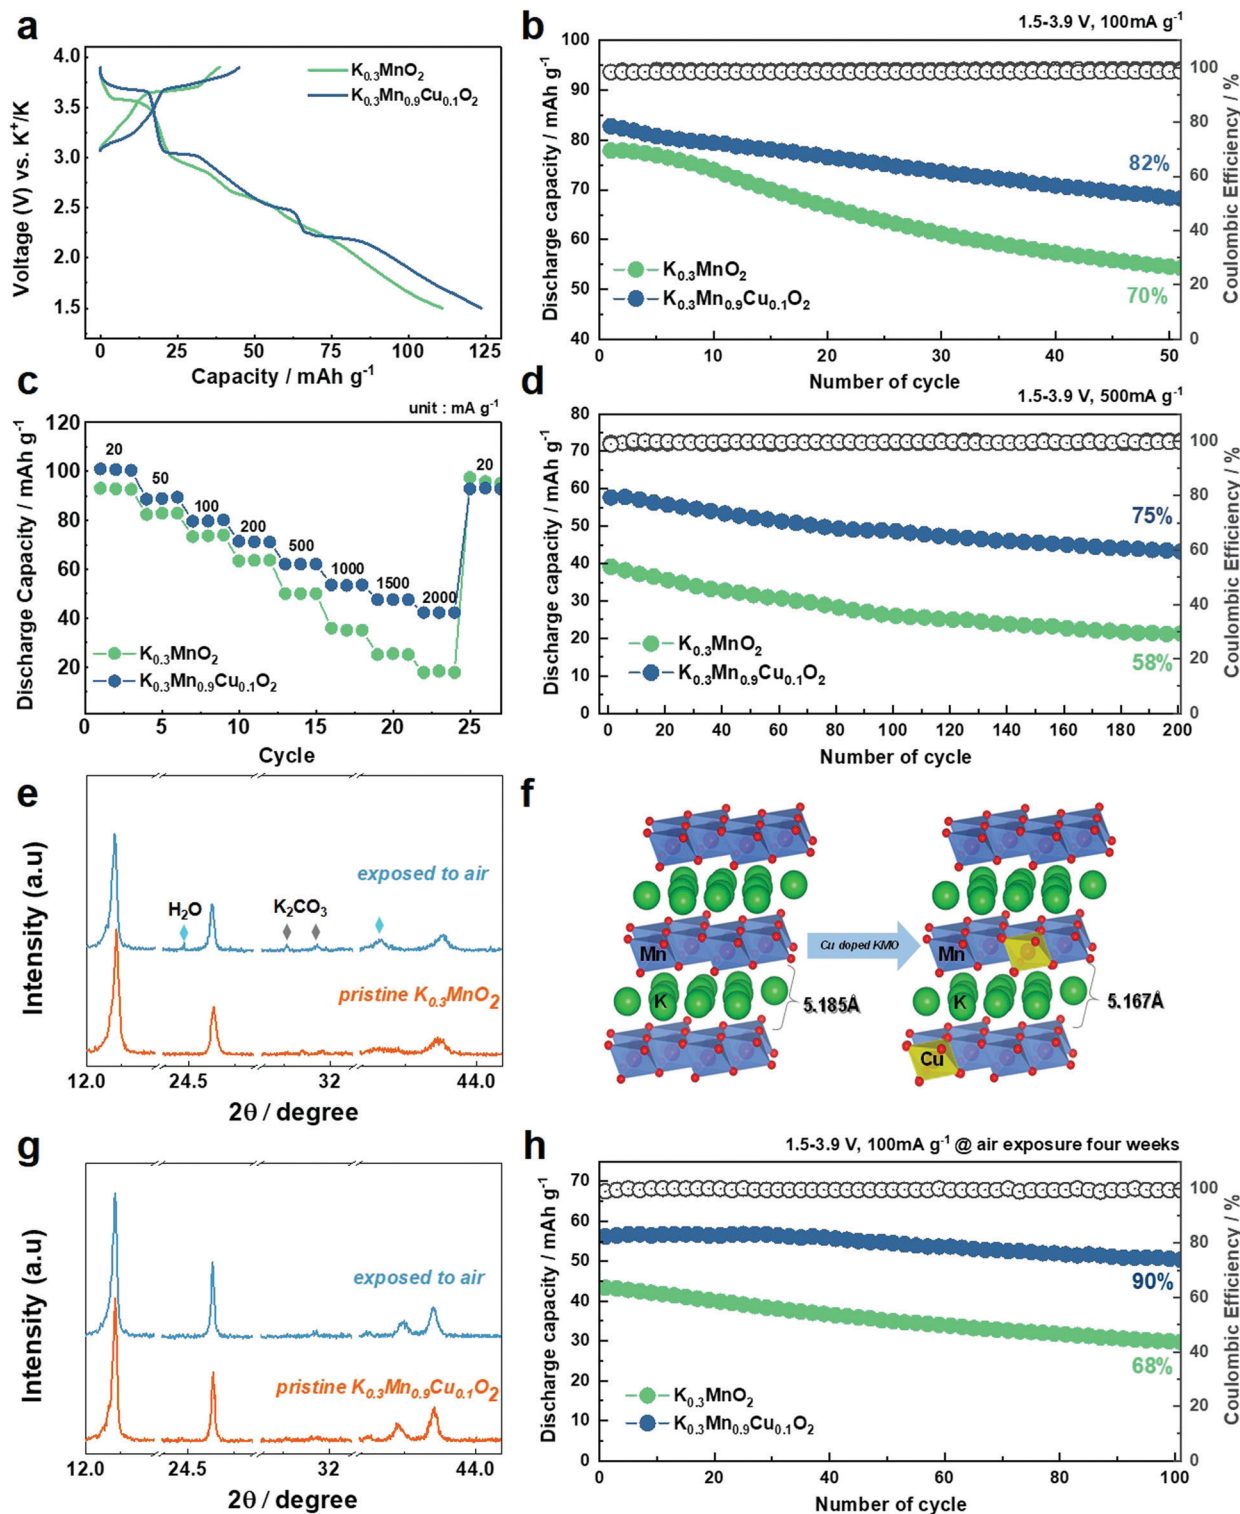 a
4.0
3.5
3.0
2.5
2.0
1.5
Voltage (V) vs. K⁺/K
K₀.₃MnO₂
K₀.₃Mn₀.₉Cu₀.₁O₂
0 25 50 75 100 125
Capacity / mAh g⁻¹
b
1.5-3.9 V, 100mA g⁻¹
100
90
80
70
60
50
40
Discharge capacity / mAh g⁻¹
82%
K₀.₃MnO₂
K₀.₃Mn₀.₉Cu₀.₁O₂
70%
100
80
60
40
20
0
Coulombic Efficiency / %
0 10 20 30 40 50
Number of cycle
c
unit : mA g⁻¹
120
100
80
60
40
20
Discharge Capacity / mAh g⁻¹
20
50
100
200
500
1000
1500
2000
20
K₀.₃MnO₂
K₀.₃Mn₀.₉Cu₀.₁O₂
0 5 10 15 20 25
Cycle
d
1.5-3.9 V, 500mA g⁻¹
80
70
60
50
40
30
20
10
0
Discharge capacity / mAh g⁻¹
75%
K₀.₃MnO₂
K₀.₃Mn₀.₉Cu₀.₁O₂
58%
100
80
60
40
20
0
Coulombic Efficiency / %
0 20 40 60 80 100 120 140 160 180 200
Number of cycle
e
Intensity (a.u)
exposed to air
H₂O
K₂CO₃
pristine K₀.₃MnO₂
12.0 24.5 32 44.0
2θ / degree
f
Mn
K
5.185Å
Cu doped KMO
Mn
K
5.167Å
Cu
g
Intensity (a.u)
exposed to air
pristine K₀.₃Mn₀.₉Cu₀.₁O₂
12.0 24.5 32 44.0
2θ / degree
h
1.5-3.9 V, 100mA g⁻¹ @ air exposure four weeks
70
60
50
40
30
20
10
0
Discharge capacity / mAh g⁻¹
90%
68%
K₀.₃MnO₂
K₀.₃Mn₀.₉Cu₀.₁O₂
100
80
60
40
20
0
Coulombic Efficiency / %
0 20 40 60 80 100
Number of cycle